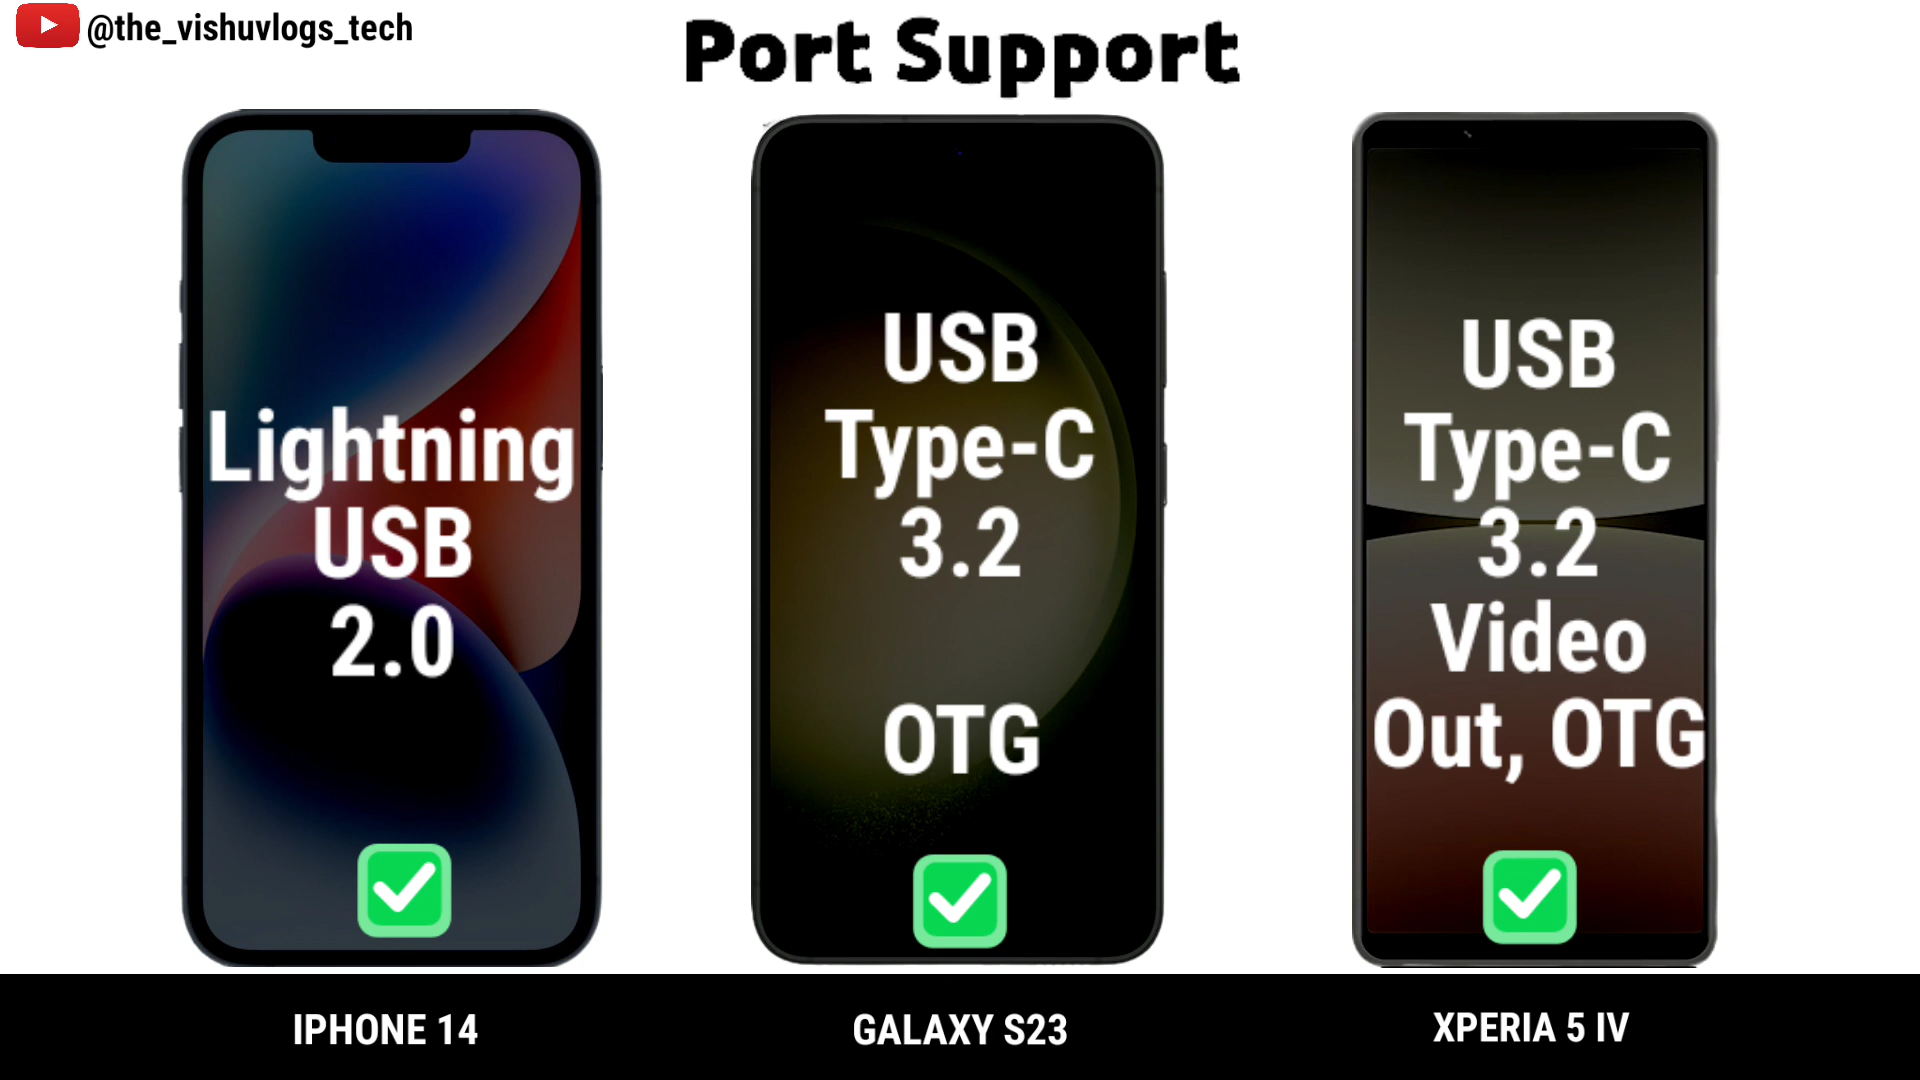 @the_vishuvlogs_tech
Port Support
Lightning
USB
2.0
USB
Type-C
3.2
OTG
USB
Type-C
3.2
Video
Out, OTG
IPHONE 14
GALAXY S23
XPERIA 5 IV